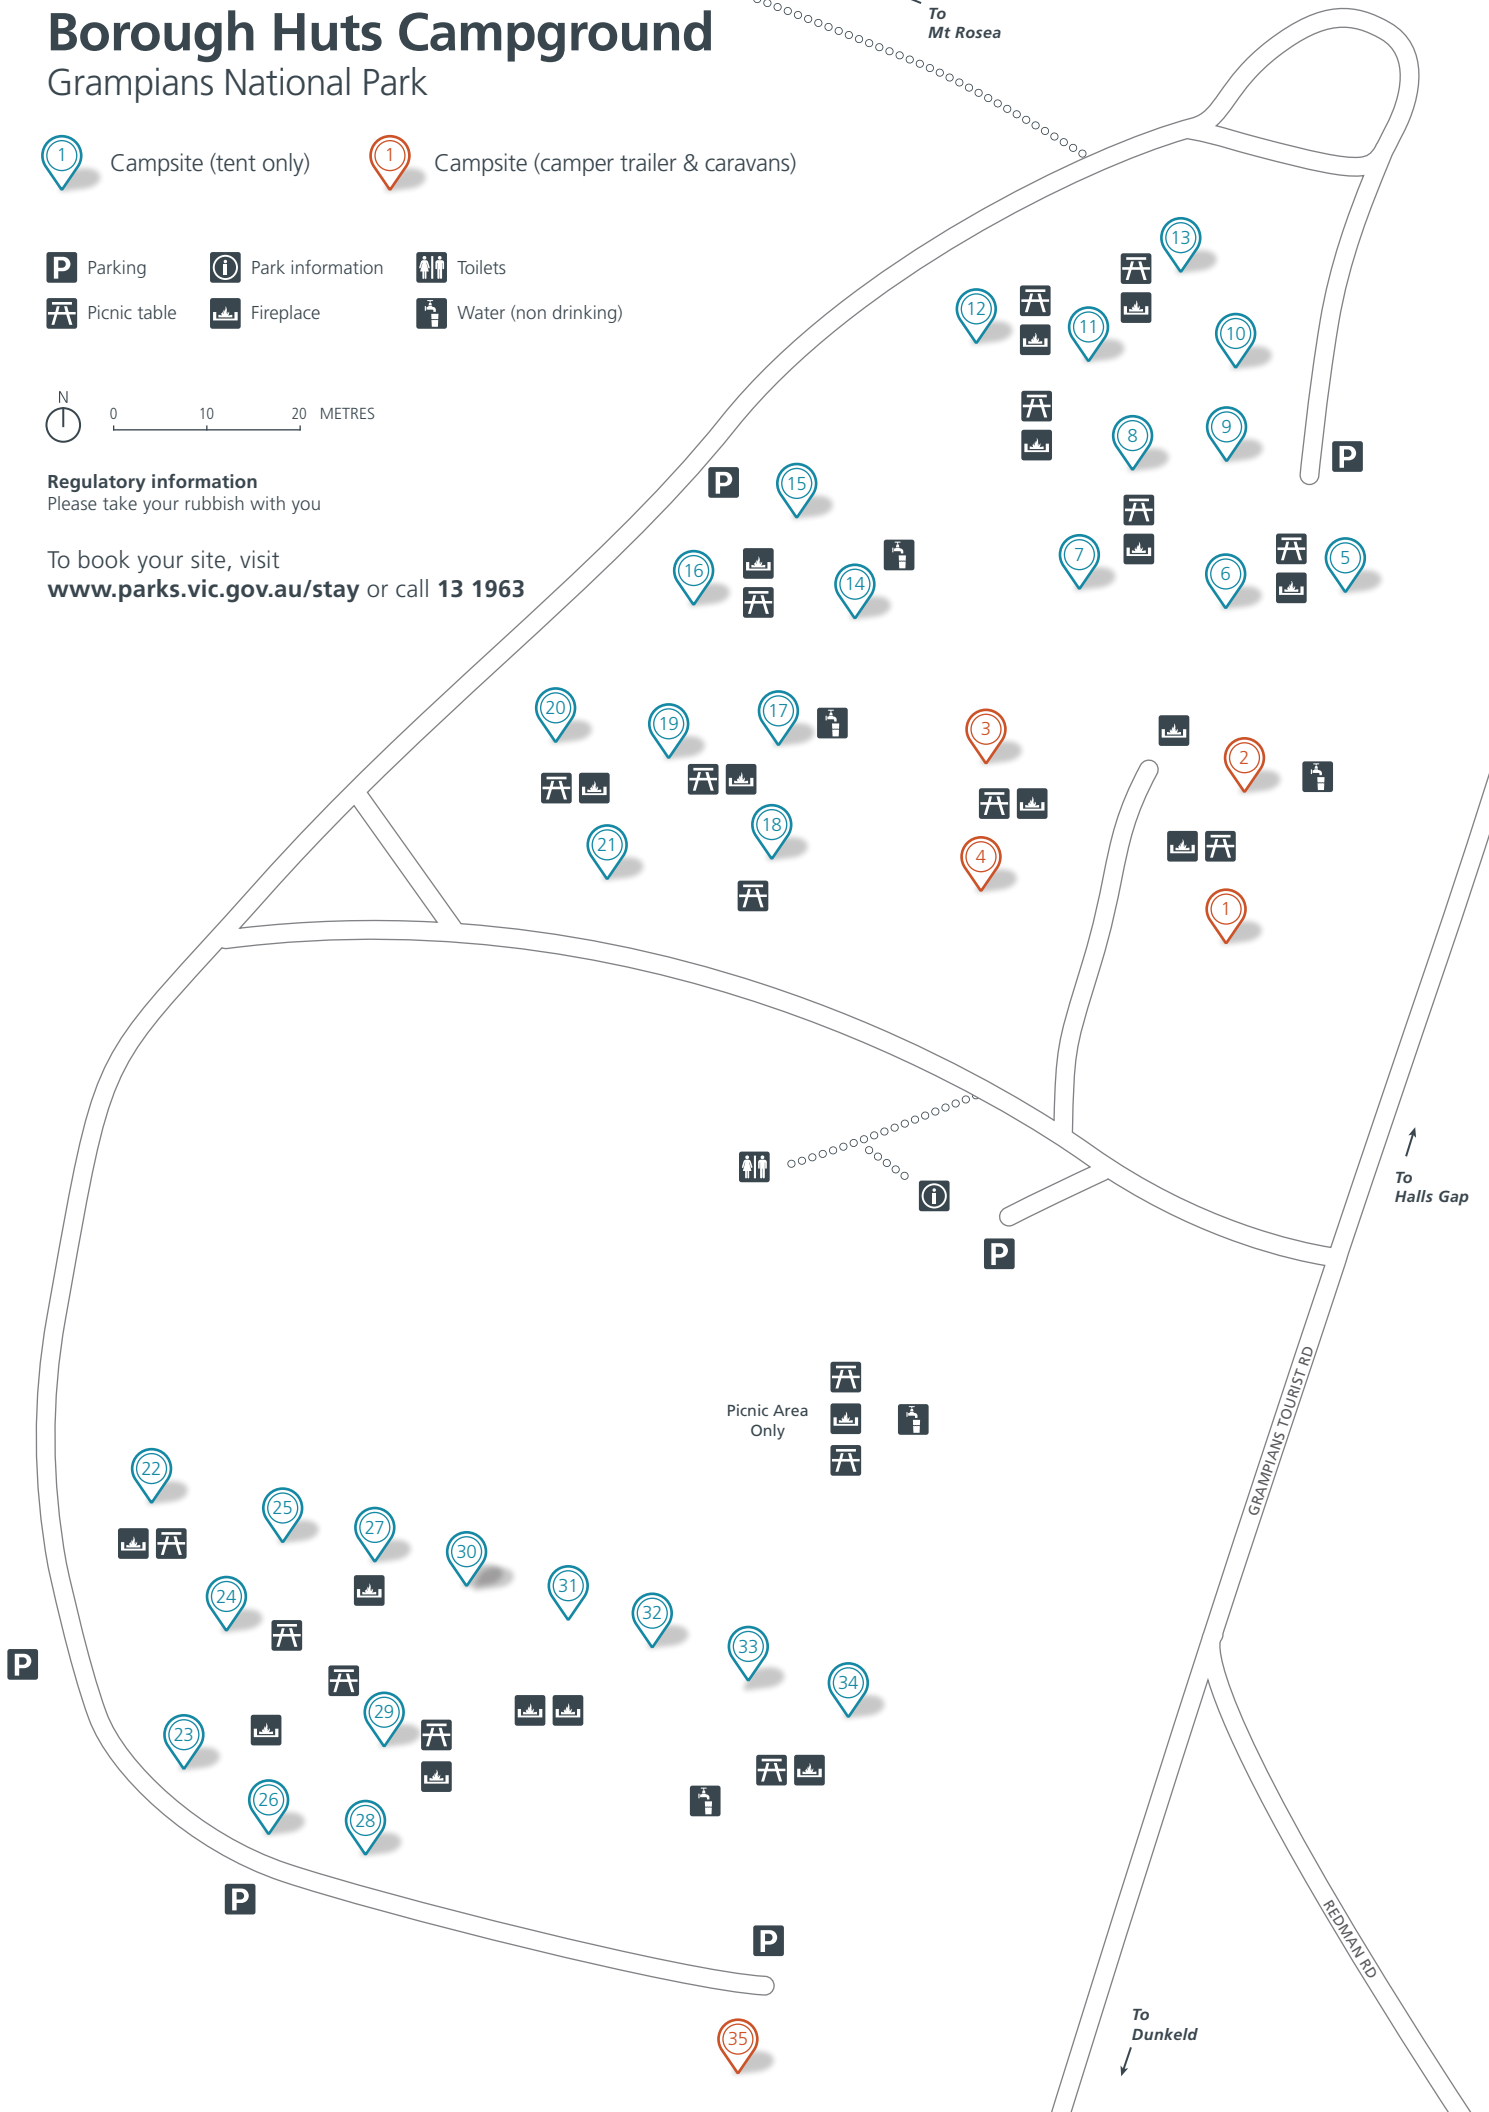 Borough Huts Campground
Grampians National Park
To
Mt Rosea
1 Campsite (tent only)
1 Campsite (camper trailer & caravans)
P Parking
i Park information
Toilets
Picnic table
Fireplace
Water (non drinking)
N
0 10 20 METRES
Regulatory information
Please take your rubbish with you
To book your site, visit
www.parks.vic.gov.au/stay or call 13 1963
13
12
11
10
9
8
P
15
P
16
14
7
6
5
20
19
17
3
2
21
18
4
1
To
Halls Gap
i
P
Picnic Area
Only
GRAMPIANS TOURIST RD
22
25
27
30
31
32
33
34
24
P
29
23
26
28
P
P
REDMAN RD
To
Dunkeld
35